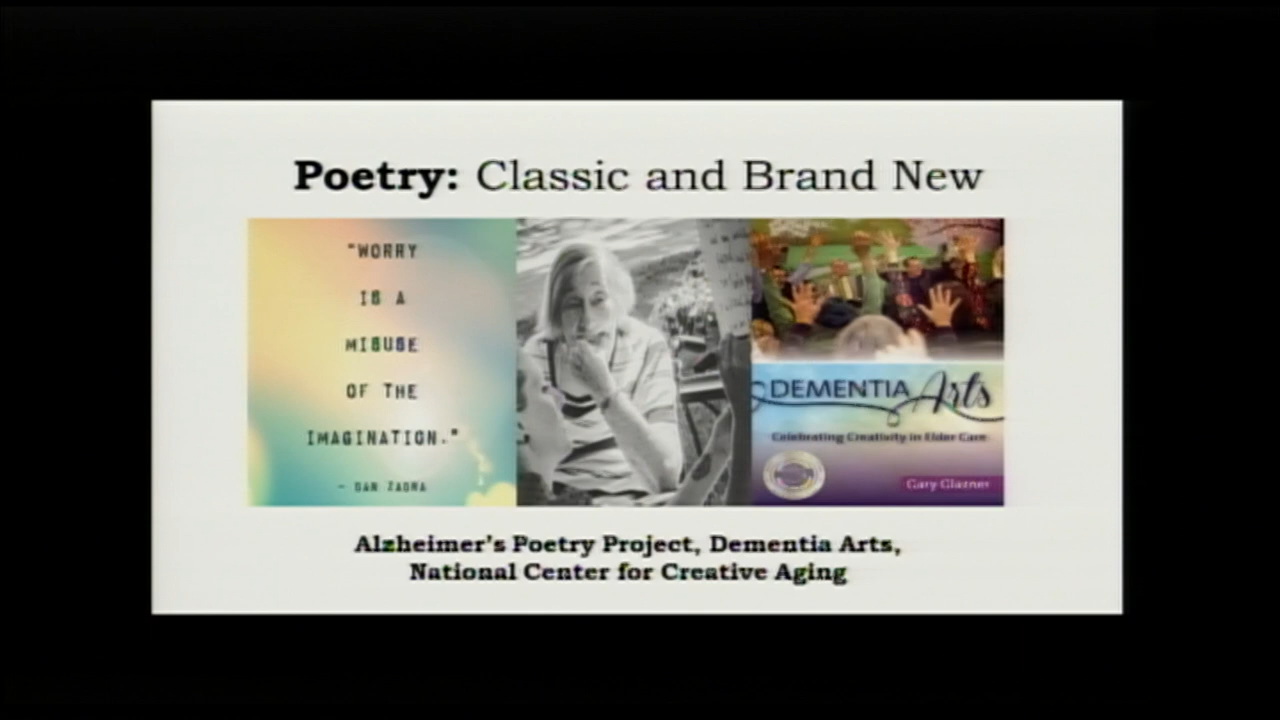 Poetry: Classic and Brand New
"WORRY
IS A
MISUSE
OF THE
IMAGINATION."
- DAN ZADRA
DEMENTIA Arts
Celebrating Creativity in Elder Care
Gary Glazner
Alzheimer's Poetry Project, Dementia Arts,
National Center for Creative Aging